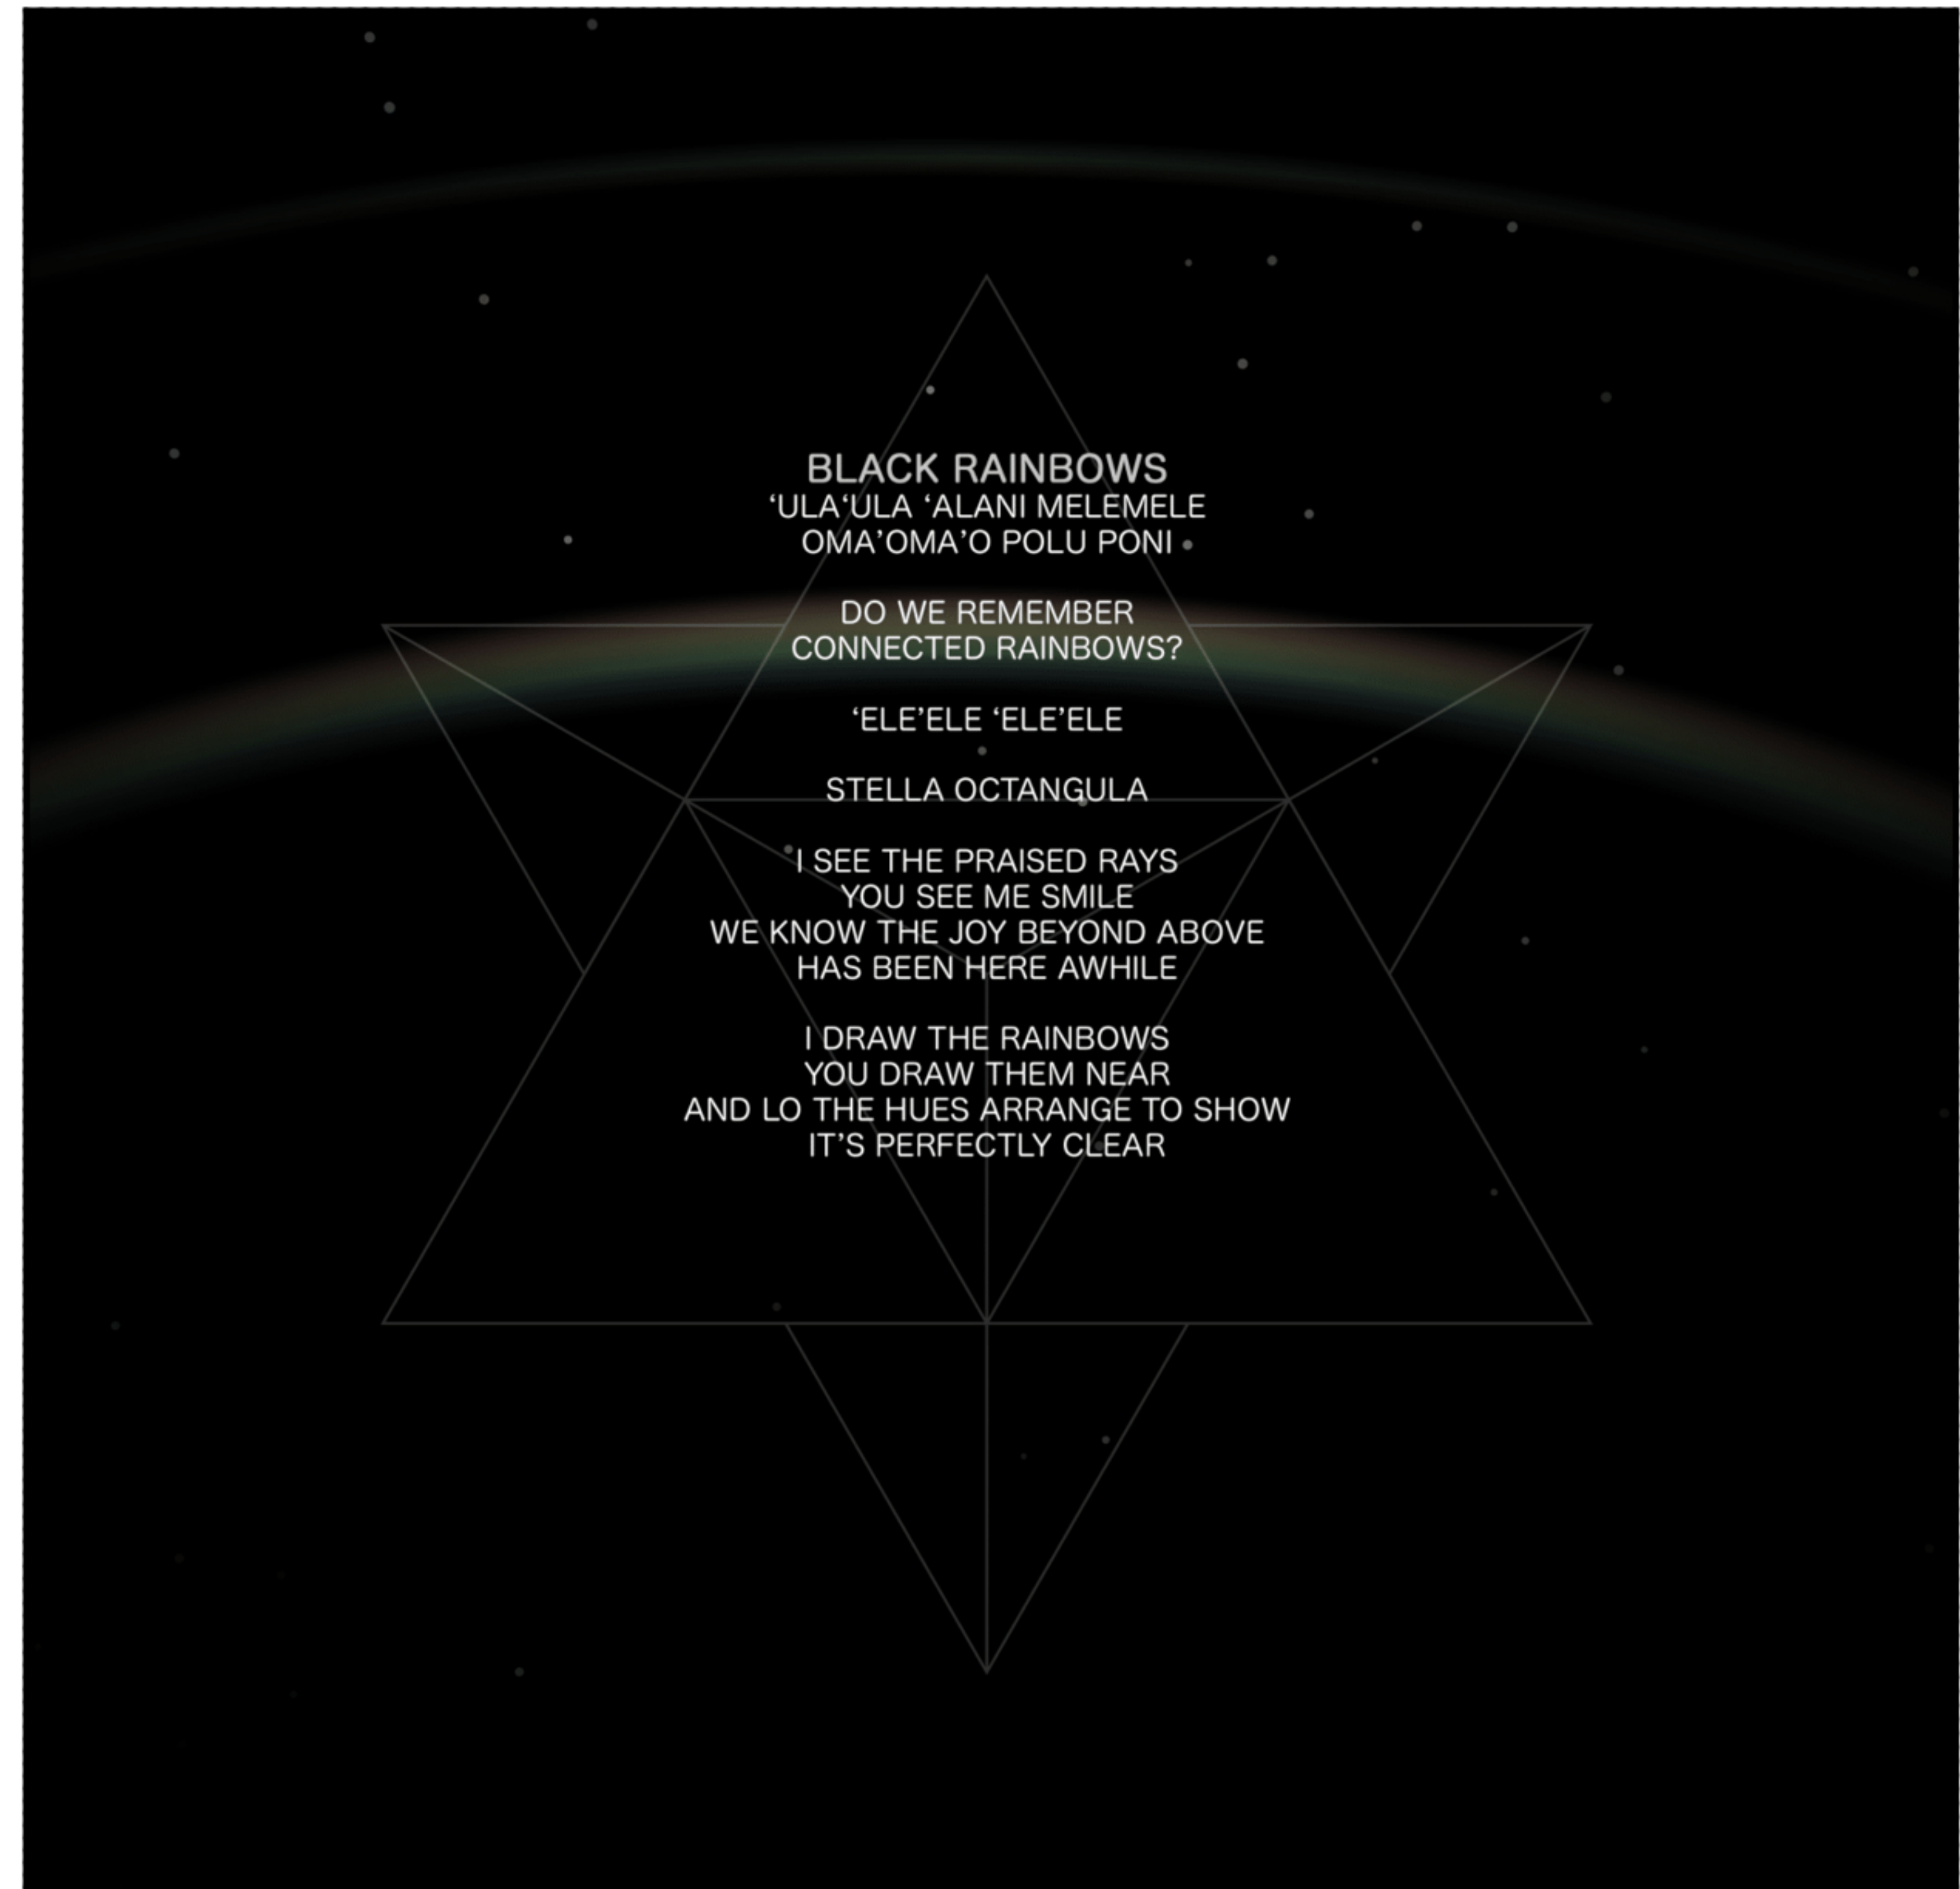 BLACK RAINBOWS
‘ULA‘ULA ‘ALANI MELEMELE
OMA’OMA’O POLU PONI
DO WE REMEMBER
CONNECTED RAINBOWS?
‘ELE’ELE ‘ELE’ELE
STELLA OCTANGULA
I SEE THE PRAISED RAYS
YOU SEE ME SMILE
WE KNOW THE JOY BEYOND ABOVE
HAS BEEN HERE AWHILE
I DRAW THE RAINBOWS
YOU DRAW THEM NEAR
AND LO THE HUES ARRANGE TO SHOW
IT’S PERFECTLY CLEAR